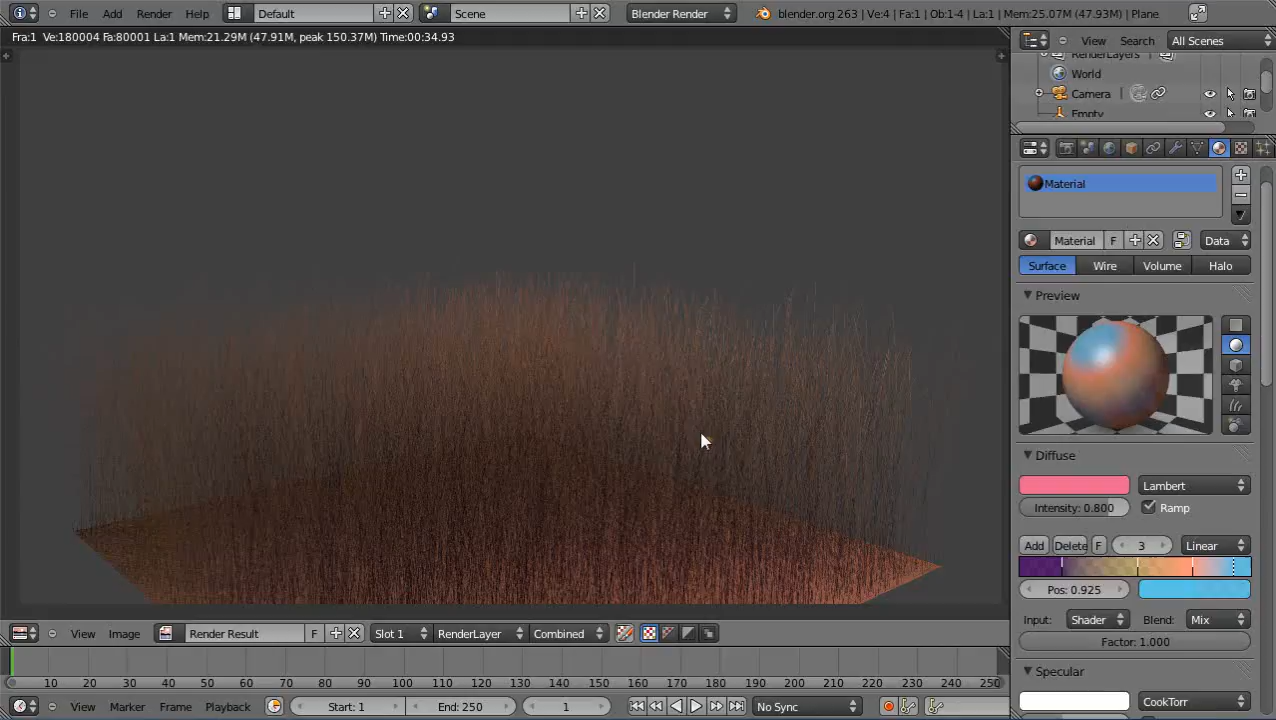 File Add Render Help Default Scene Blender Render blender.org 263 | Ve:4 | Fa:1 | Ob:1-4 | La:1 | Mem:25.07M (47.93M) | Plane
Fra:1 Ve:180004 Fa:80001 La:1 Mem:21.29M (47.91M, peak 150.37M) Time:00:34.93
View Search All Scenes
RenderLayers
World
Camera
Empty
Material
Material F Data
Surface Wire Volume Halo
Preview
Diffuse
Lambert
Intensity: 0.800 Ramp
Add Delete F 3 Linear
Pos: 0.925
Input: Shader Blend: Mix
Factor: 1.000
Specular
CookTorr
View Image Render Result F Slot 1 RenderLayer Combined
10 20 30 40 50 60 70 80 90 100 110 120 130 140 150 160 170 180 190 200 210 220 230 240 250
View Marker Frame Playback Start: 1 End: 250 1 No Sync